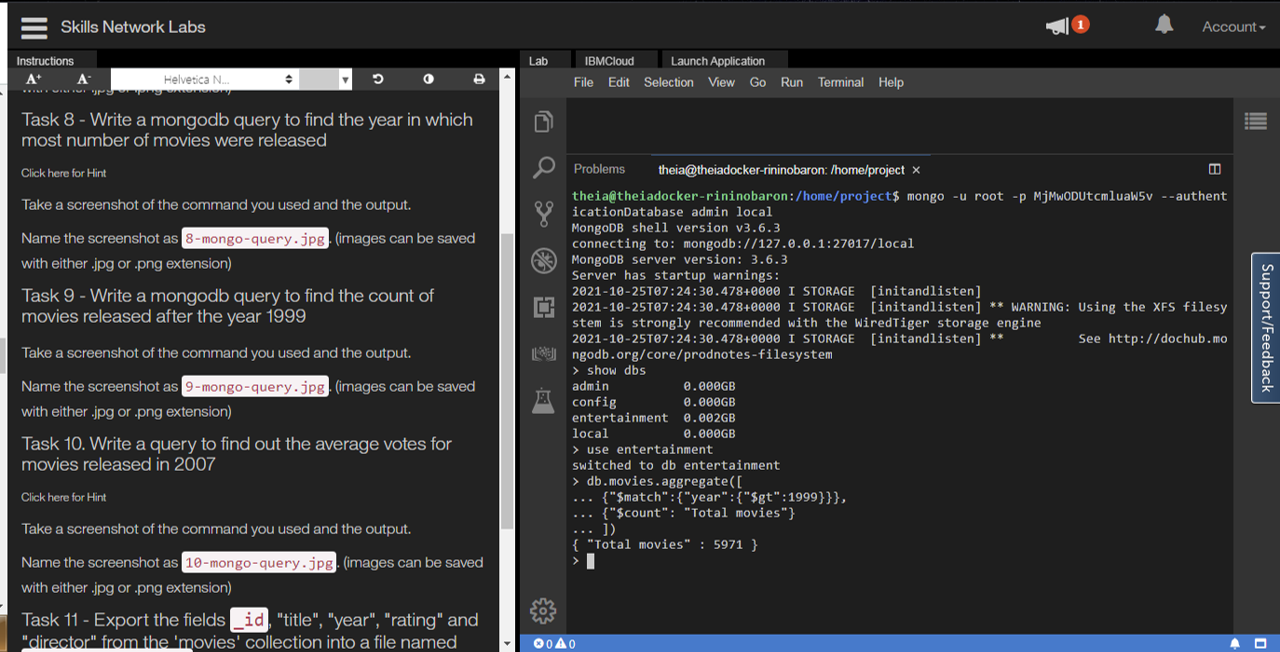 Skills Network Labs
1
Account
Instructions
Lab
IBMCloud
Launch Application
A+ A- Helvetica N...
File Edit Selection View Go Run Terminal Help
with either .jpg or .png extension)
Task 8 - Write a mongodb query to find the year in which
most number of movies were released
Click here for Hint
Take a screenshot of the command you used and the output.
Name the screenshot as 8-mongo-query.jpg. (images can be saved
with either .jpg or .png extension)
Task 9 - Write a mongodb query to find the count of
movies released after the year 1999
Take a screenshot of the command you used and the output.
Name the screenshot as 9-mongo-query.jpg. (images can be saved
with either .jpg or .png extension)
Task 10. Write a query to find out the average votes for
movies released in 2007
Click here for Hint
Take a screenshot of the command you used and the output.
Name the screenshot as 10-mongo-query.jpg. (images can be saved
with either .jpg or .png extension)
Task 11 - Export the fields _id, "title", "year", "rating" and
"director" from the 'movies' collection into a file named
Problems theia@theiadocker-rininobaron: /home/project ×
theia@theiadocker-rininobaron:/home/project$ mongo -u root -p MjMwODUtcmluaW5v --authent
icationDatabase admin local
MongoDB shell version v3.6.3
connecting to: mongodb://127.0.0.1:27017/local
MongoDB server version: 3.6.3
Server has startup warnings:
2021-10-25T07:24:30.478+0000 I STORAGE  [initandlisten]
2021-10-25T07:24:30.478+0000 I STORAGE  [initandlisten] ** WARNING: Using the XFS filesy
stem is strongly recommended with the WiredTiger storage engine
2021-10-25T07:24:30.478+0000 I STORAGE  [initandlisten] **          See http://dochub.mo
ngodb.org/core/prodnotes-filesystem
> show dbs
admin          0.000GB
config         0.000GB
entertainment  0.002GB
local          0.000GB
> use entertainment
switched to db entertainment
> db.movies.aggregate([
... {"$match":{"year":{"$gt":1999}}},
... {"$count": "Total movies"}
... ])
{ "Total movies" : 5971 }
>
Support/Feedback
0 0